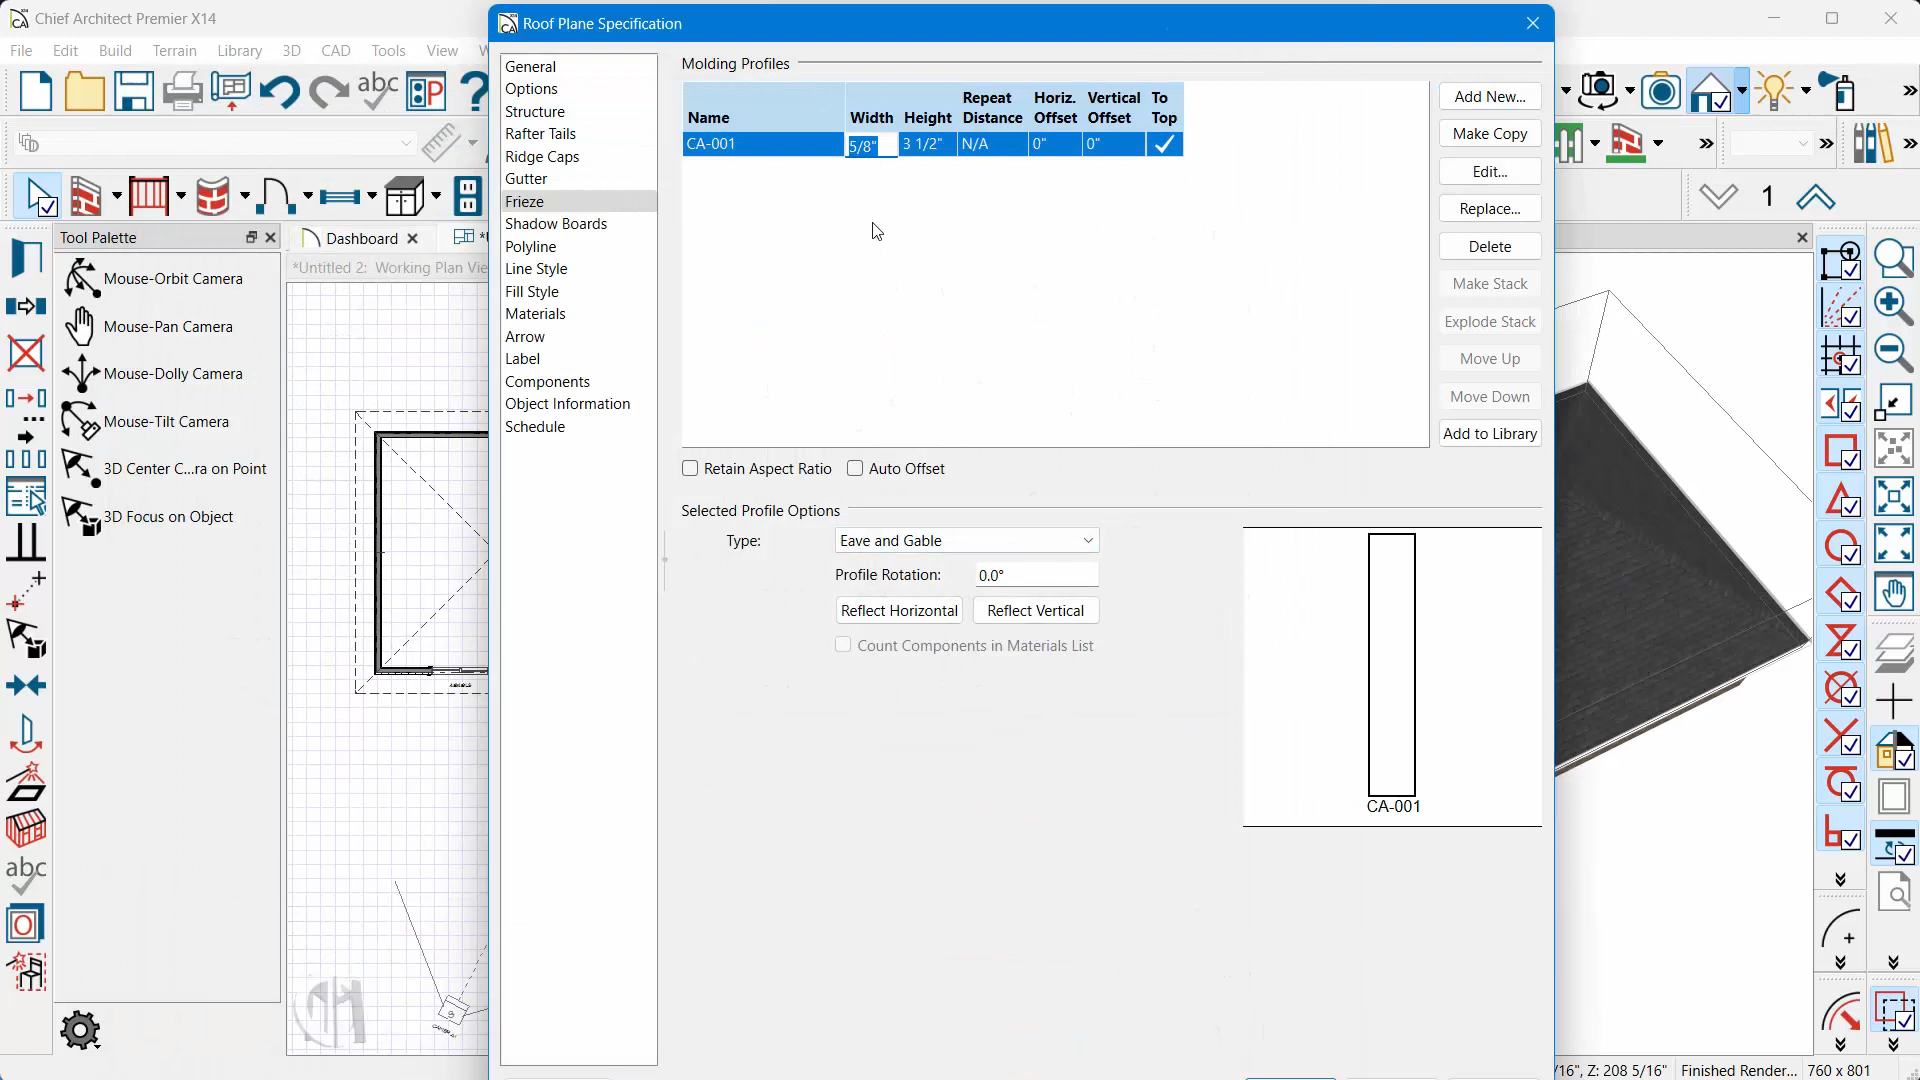 Chief Architect Premier X14
Roof Plane Specification
File Edit Build Terrain Library 3D CAD Tools View
abc
Tool Palette
Mouse-Orbit Camera
Mouse-Pan Camera
Mouse-Dolly Camera
Mouse-Tilt Camera
3D Center C...ra on Point
3D Focus on Object
abc
Dashboard
*Untitled 2: Working Plan Vie
General
Options
Structure
Rafter Tails
Ridge Caps
Gutter
Frieze
Shadow Boards
Polyline
Line Style
Fill Style
Materials
Arrow
Label
Components
Object Information
Schedule
Molding Profiles
Name Width Height Repeat Distance Horiz. Offset Vertical Offset To Top
CA-001 5/8" 3 1/2" N/A 0" 0"
Add New...
Make Copy
Edit...
Replace...
Delete
Make Stack
Explode Stack
Move Up
Move Down
Add to Library
Retain Aspect Ratio Auto Offset
Selected Profile Options
Type: Eave and Gable
Profile Rotation: 0.0°
Reflect Horizontal Reflect Vertical
Count Components in Materials List
CA-001
1
/16", Z: 208 5/16" Finished Render... 760 x 801